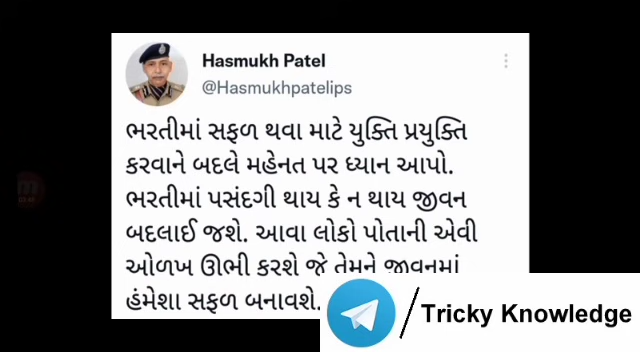 Hasmukh Patel
@Hasmukhpatelips
ભરતીમાં સફળ થવા માટે યુક્તિ પ્રયુક્તિ
કરવાને બદલે મહેનત પર ધ્યાન આપો.
ભરતીમાં પસંદગી થાય કે ન થાય જીવન
બદલાઈ જશે. આવા લોકો પોતાની એવી
ઓળખ ઊભી કરશે જે તેમને જીવનમાં
હંમેશા સફળ બનાવશે.
Tricky Knowledge